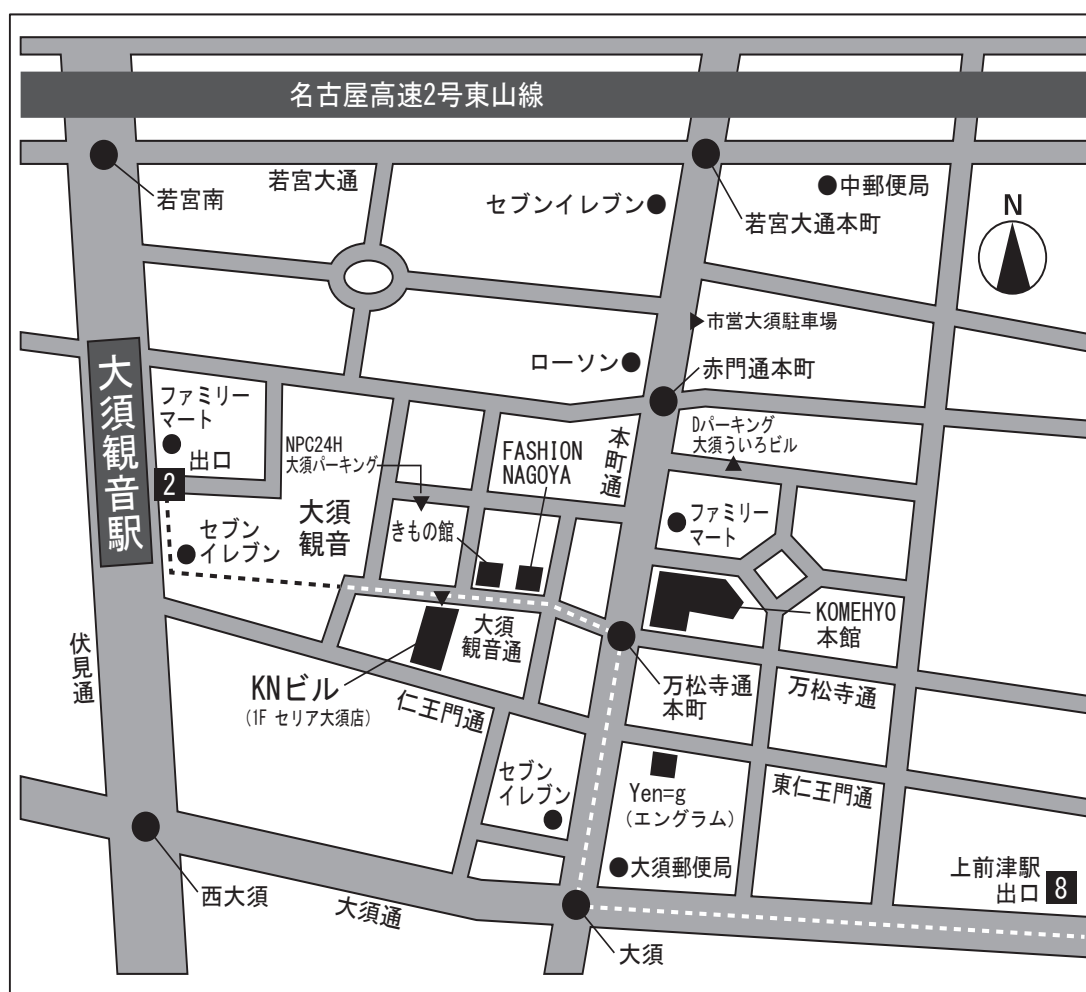 名古屋高速2号東山線
若宮南
若宮大通
セブンイレブン
中郵便局
若宮大通本町
N
市営大須駐車場
ローソン
赤門通本町
大須観音駅
ファミリー
マート
出口
2
セブン
イレブン
NPC24H
大須パーキング
大須
観音
きもの館
FASHION
NAGOYA
本町通
Dパーキング
大須ういろビル
ファミリー
マート
KOMEHYO
本館
大須
観音通
KNビル
(1F セリア大須店)
仁王門通
万松寺通
本町
万松寺通
伏見通
セブン
イレブン
Yen=g
(エングラム)
東仁王門通
大須郵便局
上前津駅
出口 8
西大須
大須通
大須